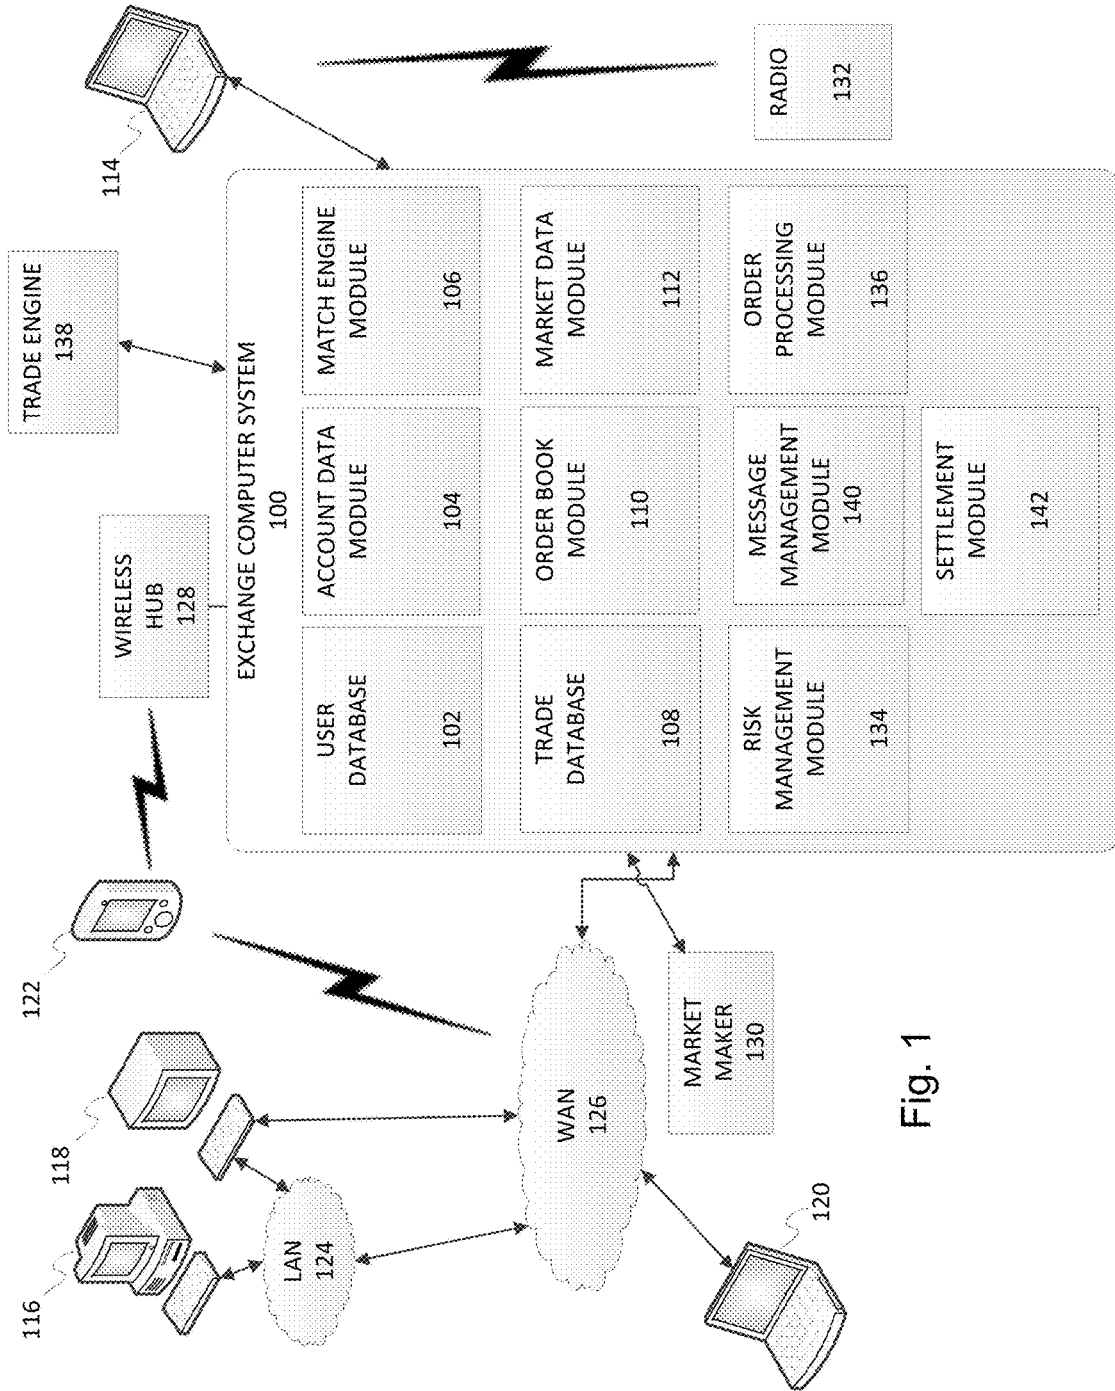 TRADE ENGINE
138
114
WIRELESS
HUB
128
122
118
116
EXCHANGE COMPUTER SYSTEM
100
USER
DATABASE
102
ACCOUNT DATA
MODULE
104
MATCH ENGINE
MODULE
106
TRADE
DATABASE
108
ORDER BOOK
MODULE
110
MARKET DATA
MODULE
112
RISK
MANAGEMENT
MODULE
134
MESSAGE
MANAGEMENT
MODULE
140
ORDER
PROCESSING
MODULE
136
SETTLEMENT
MODULE
142
LAN
124
WAN
126
MARKET
MAKER
130
RADIO
132
120
Fig. 1